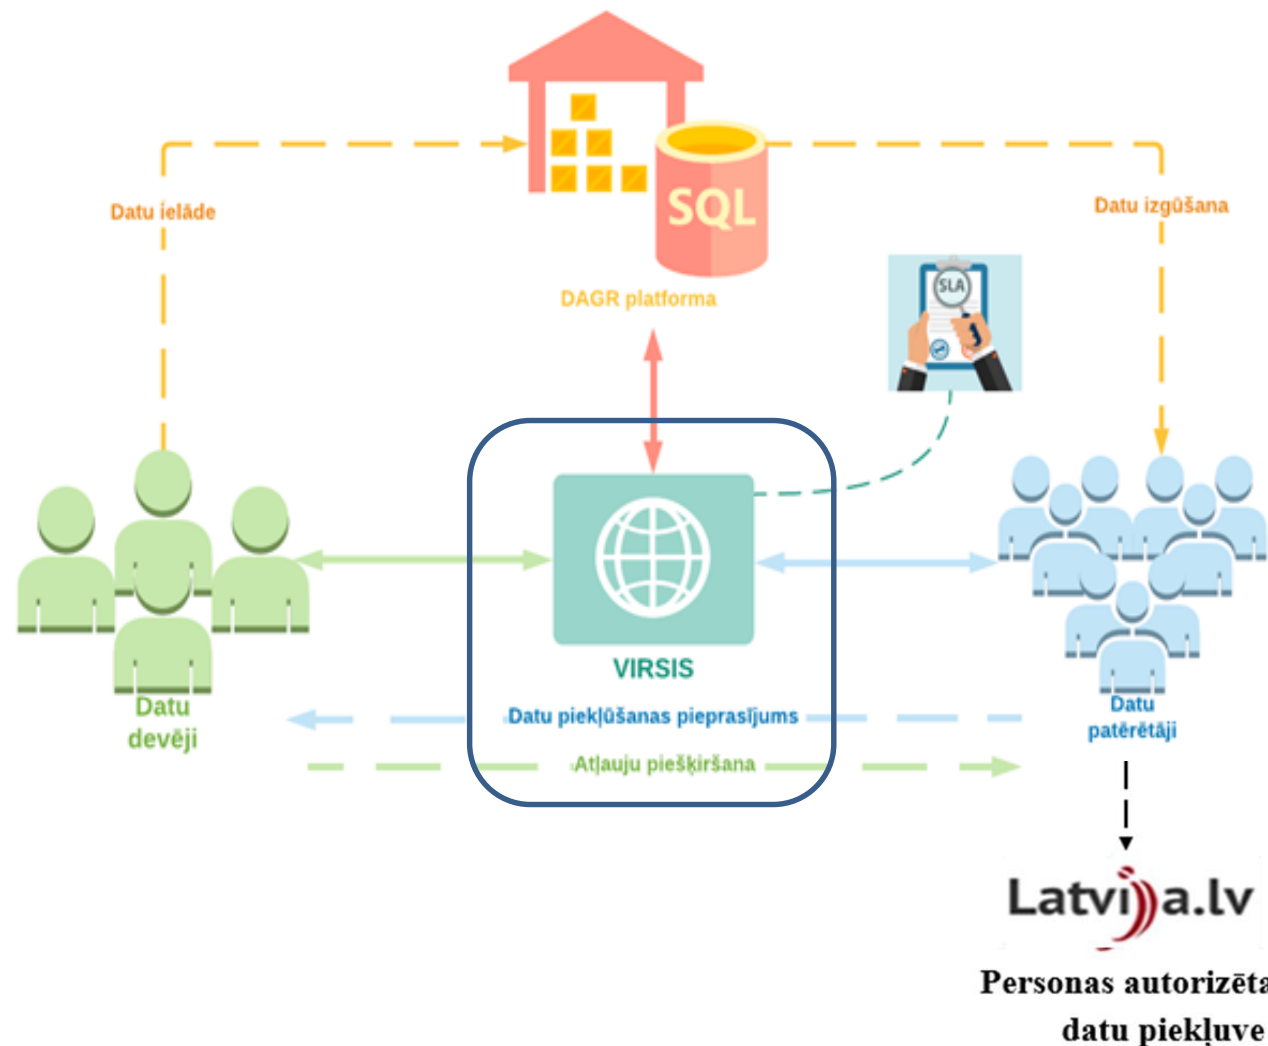 SQL
Datu ielāde
Datu izgūšana
DAGR platforma
SLA
VIRSIS
Datu piekļūšanas pieprasījums
Atļauju piešķiršana
Datu
devēji
Datu
patērētāji
Latvija.lv
Personas autorizēta
datu piekļuve